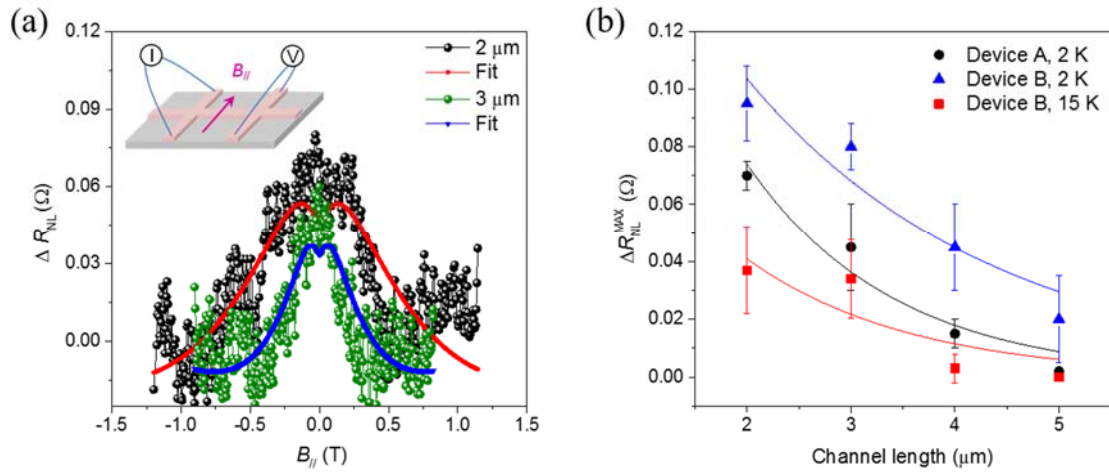 (a)
0.12
0.09
0.06
0.03
0.00
Δ R_NL (Ω)
I
V
B_//
2 μm
Fit
3 μm
Fit
-1.5 -1.0 -0.5 0.0 0.5 1.0 1.5
B_// (T)
(b)
0.12
0.10
0.08
0.06
0.04
0.02
0.00
ΔR_NL^MAX (Ω)
Device A, 2 K
Device B, 2 K
Device B, 15 K
2 3 4 5
Channel length (μm)